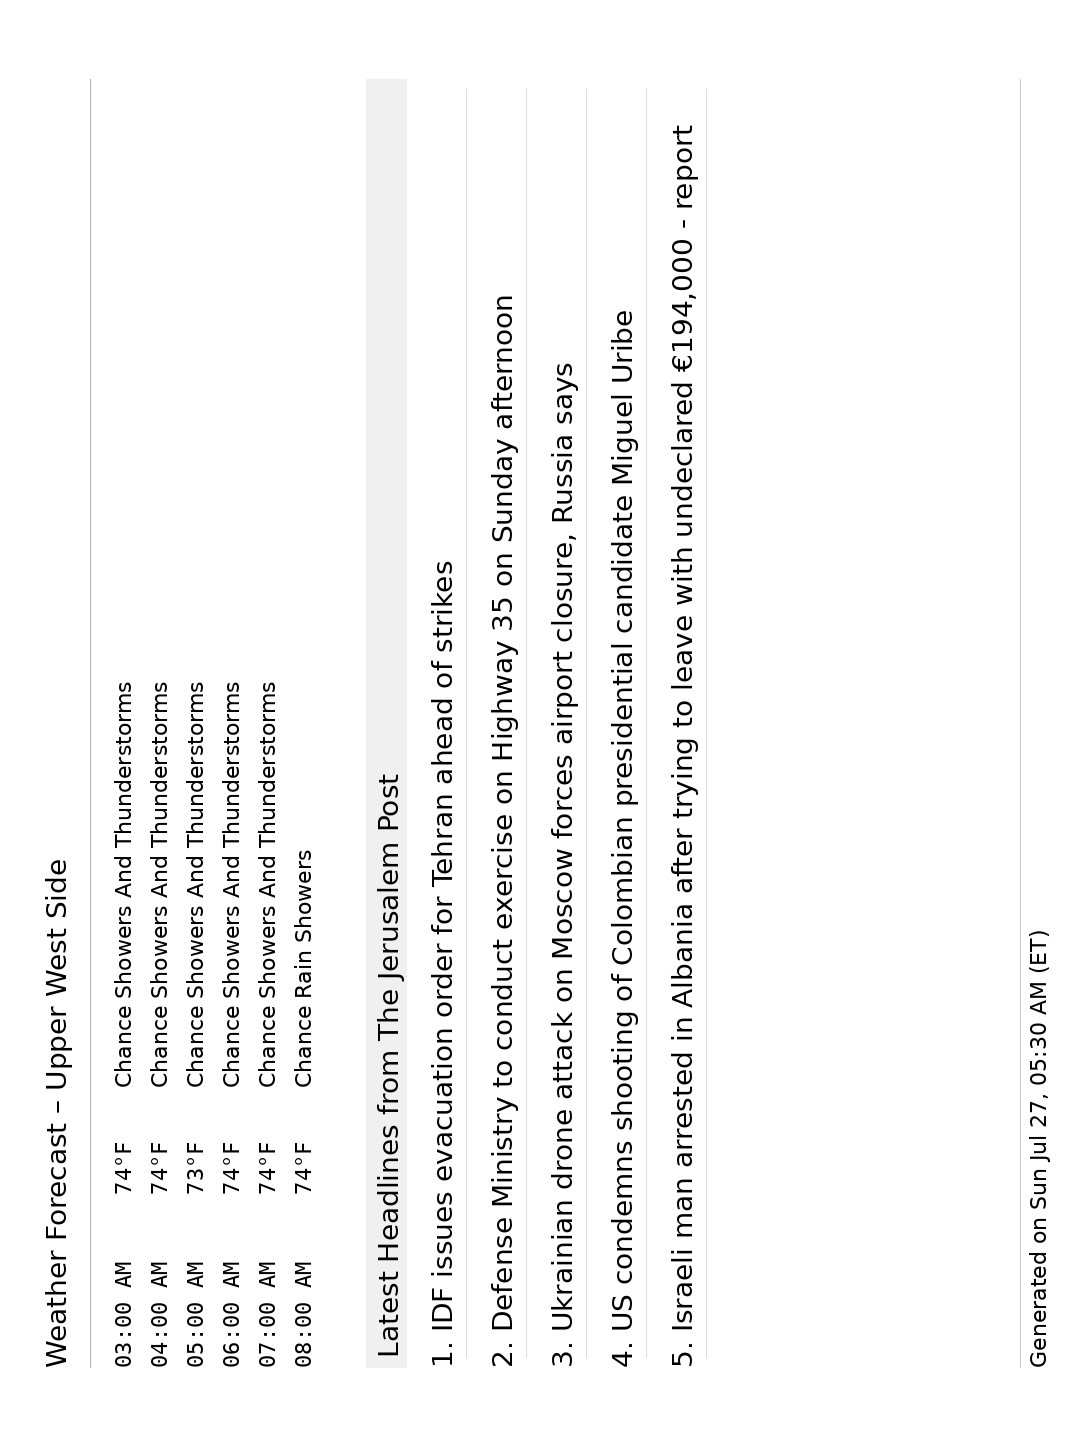 Weather Forecast – Upper West Side
03:00 AM 74°F Chance Showers And Thunderstorms
04:00 AM 74°F Chance Showers And Thunderstorms
05:00 AM 73°F Chance Showers And Thunderstorms
06:00 AM 74°F Chance Showers And Thunderstorms
07:00 AM 74°F Chance Showers And Thunderstorms
08:00 AM 74°F Chance Rain Showers
Latest Headlines from The Jerusalem Post
1. IDF issues evacuation order for Tehran ahead of strikes
2. Defense Ministry to conduct exercise on Highway 35 on Sunday afternoon
3. Ukrainian drone attack on Moscow forces airport closure, Russia says
4. US condemns shooting of Colombian presidential candidate Miguel Uribe
5. Israeli man arrested in Albania after trying to leave with undeclared €194,000 - report
Generated on Sun Jul 27, 05:30 AM (ET)